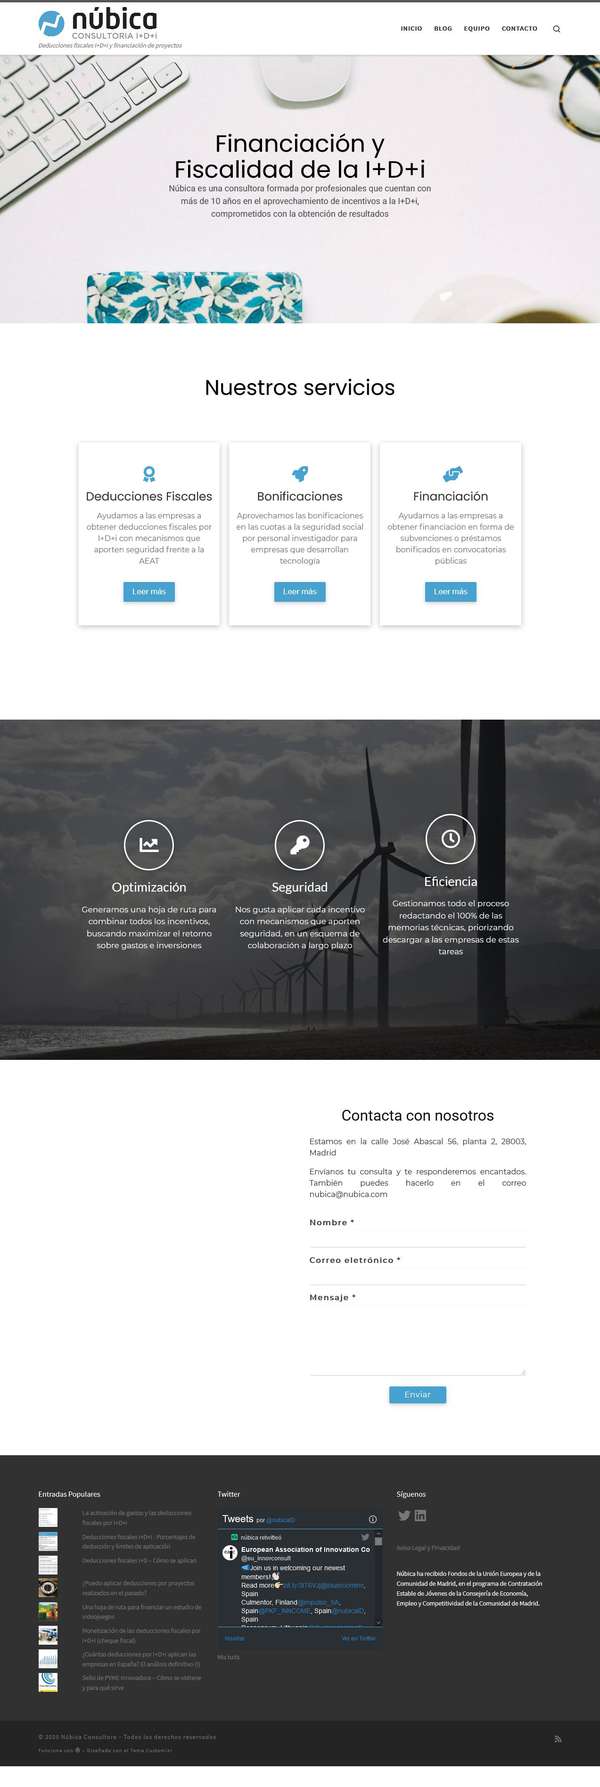 núbica
CONSULTORIA I+D+i
Deducciones fiscales I+D+i y financiación de proyectos
INICIO BLOG EQUIPO CONTACTO
Financiación y
Fiscalidad de la I+D+i
Núbica es una consultora formada por profesionales que cuentan con
más de 10 años en el aprovechamiento de incentivos a la I+D+i,
comprometidos con la obtención de resultados
Nuestros servicios
Deducciones Fiscales
Ayudamos a las empresas a
obtener deducciones fiscales por
I+D+i con mecanismos que
aporten seguridad frente a la
AEAT
Leer más
Bonificaciones
Aprovechamos las bonificaciones
en las cuotas a la seguridad social
por personal investigador para
empresas que desarrollan
tecnología
Leer más
Financiación
Ayudamos a las empresas a
obtener financiación en forma de
subvenciones o préstamos
bonificados en convocatorias
públicas
Leer más
Optimización
Generamos una hoja de ruta para
combinar todos los incentivos,
buscando maximizar el retorno
sobre gastos e inversiones
Seguridad
Nos gusta aplicar cada incentivo
con mecanismos que aporten
seguridad, en un esquema de
colaboración a largo plazo
Eficiencia
Gestionamos todo el proceso
redactando el 100% de las
memorias técnicas, priorizando
descargar a las empresas de estas
tareas
Contacta con nosotros
Estamos en la calle José Abascal 56, planta 2, 28003,
Madrid
Envíanos tu consulta y te responderemos encantados.
También puedes hacerlo en el correo
nubica@nubica.com
Nombre *
Correo eletrónico *
Mensaje *
Enviar
Entradas Populares
La activación de gastos y las deducciones
fiscales por I+D+i
Deducciones fiscales I+D+i - Porcentajes de
deducción y límites de aplicación
Deducciones fiscales I+D – Cómo se aplican
¿Puedo aplicar deducciones por proyectos
realizados en el pasado?
Una hoja de ruta para financiar un estudio de
videojuegos
Monetización de las deducciones fiscales por
I+D+i (cheque fiscal)
¿Cuántas deducciones por I+D+i aplican las
empresas en España? El análisis definitivo (I)
Sello de PYME Innovadora – Cómo se obtiene
y para qué sirve
Twitter
Tweets por @nubicaID
núbica retwitteó
European Association of Innovation Co
@eu_innovconsult
Join us in welcoming our newest
members!
Read more
Spain
Culmentor, Finland @impulso_SA,
Spain @PKF_INNCOME, Spain @nubicaID,
Spain
Insertar
Ver en Twitter
Mis tuits
Síguenos
Aviso Legal y Privacidad
Núbica ha recibido Fondos de la Unión Europea y de la
Comunidad de Madrid, en el programa de Contratación
Estable de Jóvenes de la Consejería de Economía,
Empleo y Competitividad de la Comunidad de Madrid.
© 2020 Núbica Consultora – Todos los derechos reservados
Funciona con – Diseñado con el Tema Customizr